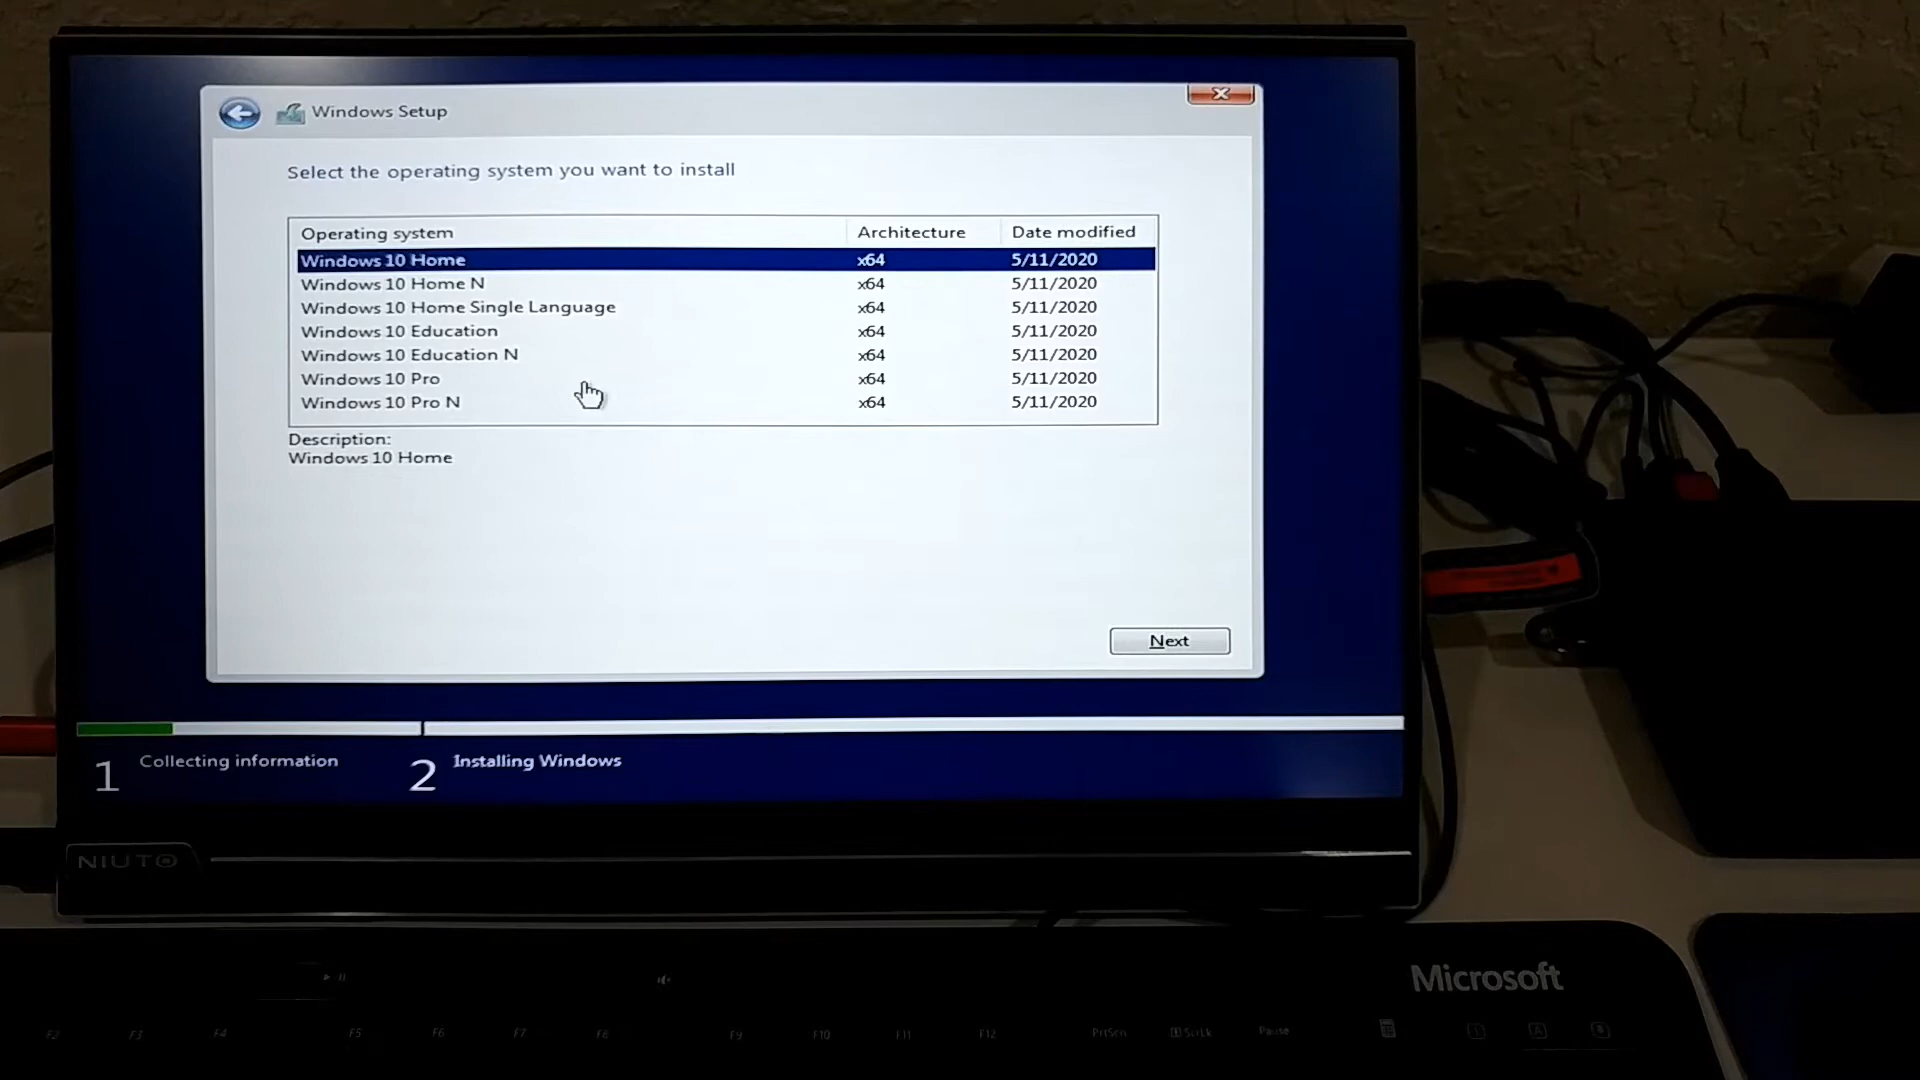 Windows Setup
Select the operating system you want to install
Operating system Architecture Date modified
Windows 10 Home x64 5/11/2020
Windows 10 Home N x64 5/11/2020
Windows 10 Home Single Language x64 5/11/2020
Windows 10 Education x64 5/11/2020
Windows 10 Education N x64 5/11/2020
Windows 10 Pro x64 5/11/2020
Windows 10 Pro N x64 5/11/2020
Description:
Windows 10 Home
Next
1 Collecting information 2 Installing Windows
NIUTO
Microsoft
F2 F3 F4 F5 F6 F7 F8 F9 F10 F11 F12 PrtScn ScrLk Pause